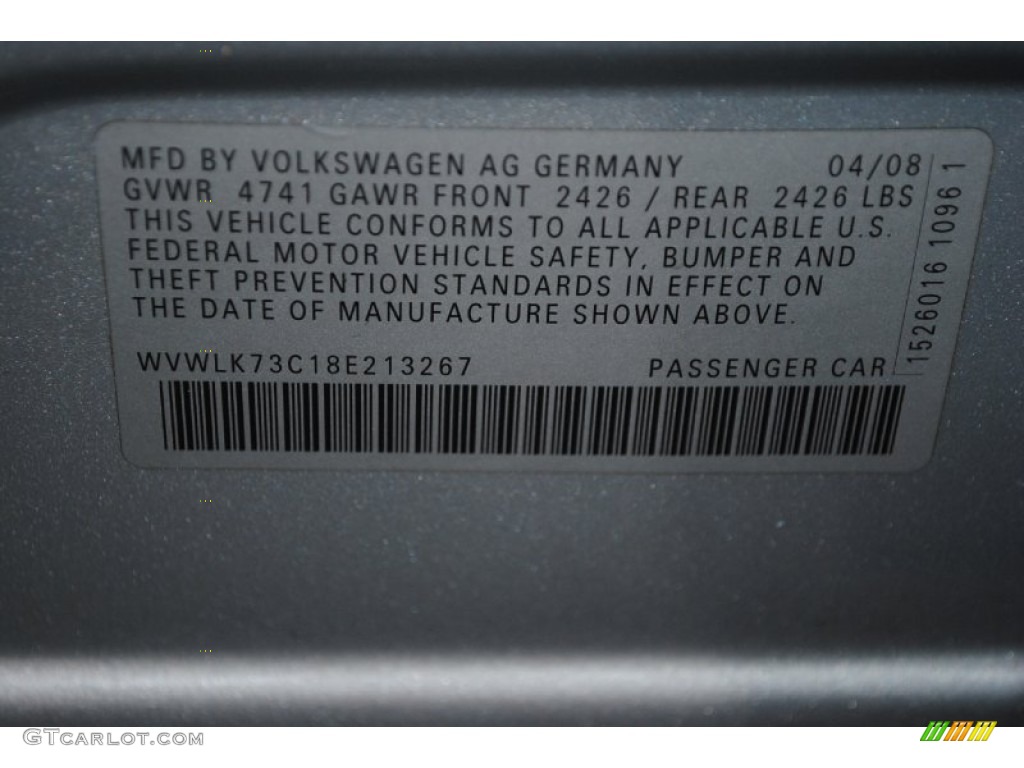 MFD BY VOLKSWAGEN AG GERMANY 04/08
GVWR 4741 GAWR FRONT 2426 / REAR 2426 LBS
THIS VEHICLE CONFORMS TO ALL APPLICABLE U.S.
FEDERAL MOTOR VEHICLE SAFETY, BUMPER AND
THEFT PREVENTION STANDARDS IN EFFECT ON
THE DATE OF MANUFACTURE SHOWN ABOVE.
WVWLK73C18E213267 PASSENGER CAR
1526016 1096 1
GTCARLOT.COM